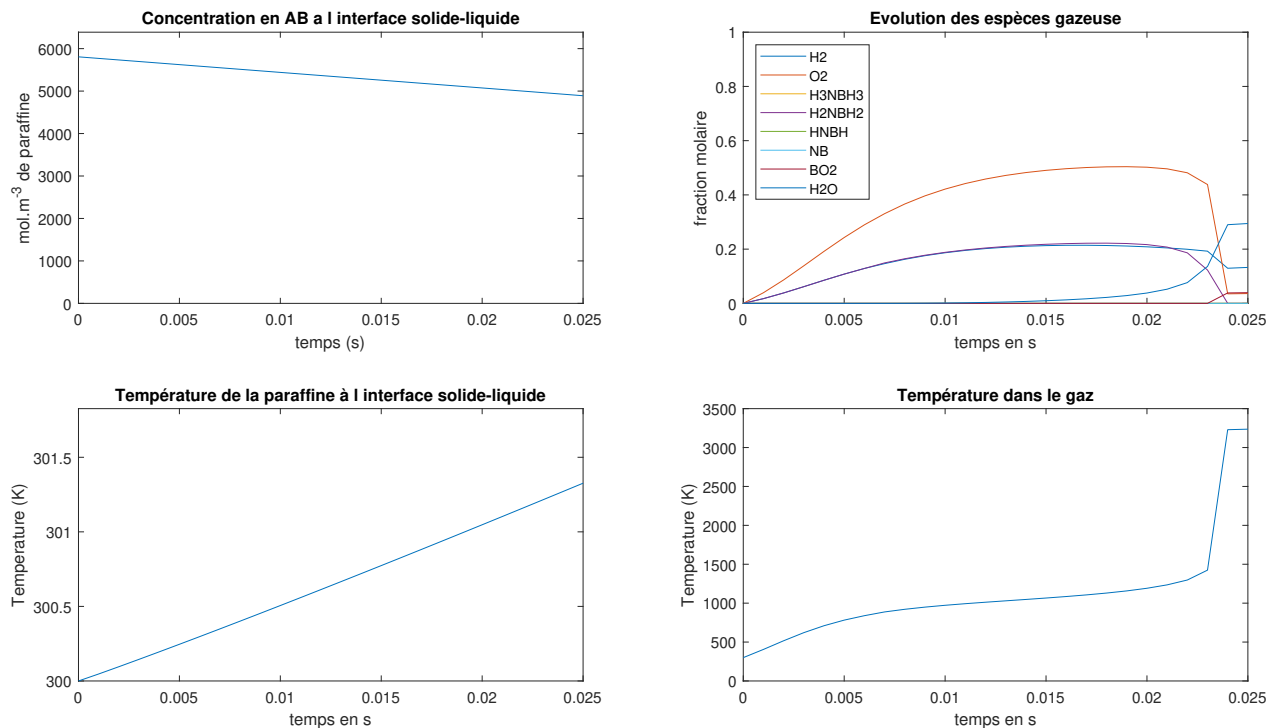 Concentration en AB a l interface solide-liquide
mol.m-3 de paraffine
6000
5000
4000
3000
2000
1000
0
0 0.005 0.01 0.015 0.02 0.025
temps (s)
Evolution des espèces gazeuse
fraction molaire
1
0.8
0.6
0.4
0.2
0
H2
O2
H3NBH3
H2NBH2
HNBH
NB
BO2
H2O
0 0.005 0.01 0.015 0.02 0.025
temps en s
Température de la paraffine à l interface solide-liquide
Temperature (K)
301.5
301
300.5
300
0 0.005 0.01 0.015 0.02 0.025
temps en s
Température dans le gaz
Temperature (K)
3500
3000
2500
2000
1500
1000
500
0
0 0.005 0.01 0.015 0.02 0.025
temps en s